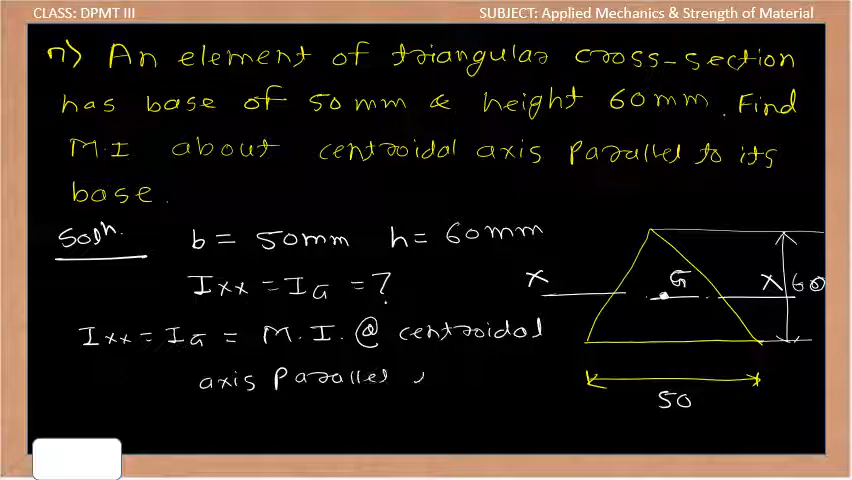 CLASS: DPMT III
SUBJECT: Applied Mechanics & Strength of Material
n) An element of triangular cross-section
has base of 50mm & height 60mm. Find
M.I about centroidal axis parallel to its
base.
Soln.
b = 50mm h = 60mm
Ixx = IG = ?
Ixx = IG = M.I. @ centroidal
axis parallel
X
G
X
60
50